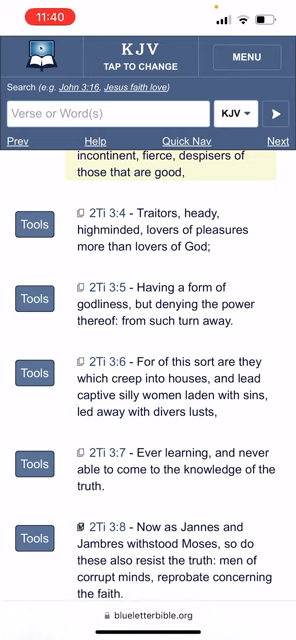 11:40
KJV
TAP TO CHANGE
MENU
Search (e.g. John 3:16, Jesus faith love)
Verse or Word(s)
KJV
Prev Help Quick Nav Next
incontinent, fierce, despisers of
those that are good,
Tools
2Ti 3:4 - Traitors, heady,
highminded, lovers of pleasures
more than lovers of God;
Tools
2Ti 3:5 - Having a form of
godliness, but denying the power
thereof: from such turn away.
Tools
2Ti 3:6 - For of this sort are they
which creep into houses, and lead
captive silly women laden with sins,
led away with divers lusts,
Tools
2Ti 3:7 - Ever learning, and never
able to come to the knowledge of the
truth.
Tools
2Ti 3:8 - Now as Jannes and
Jambres withstood Moses, so do
these also resist the truth: men of
corrupt minds, reprobate concerning
the faith.
blueletterbible.org